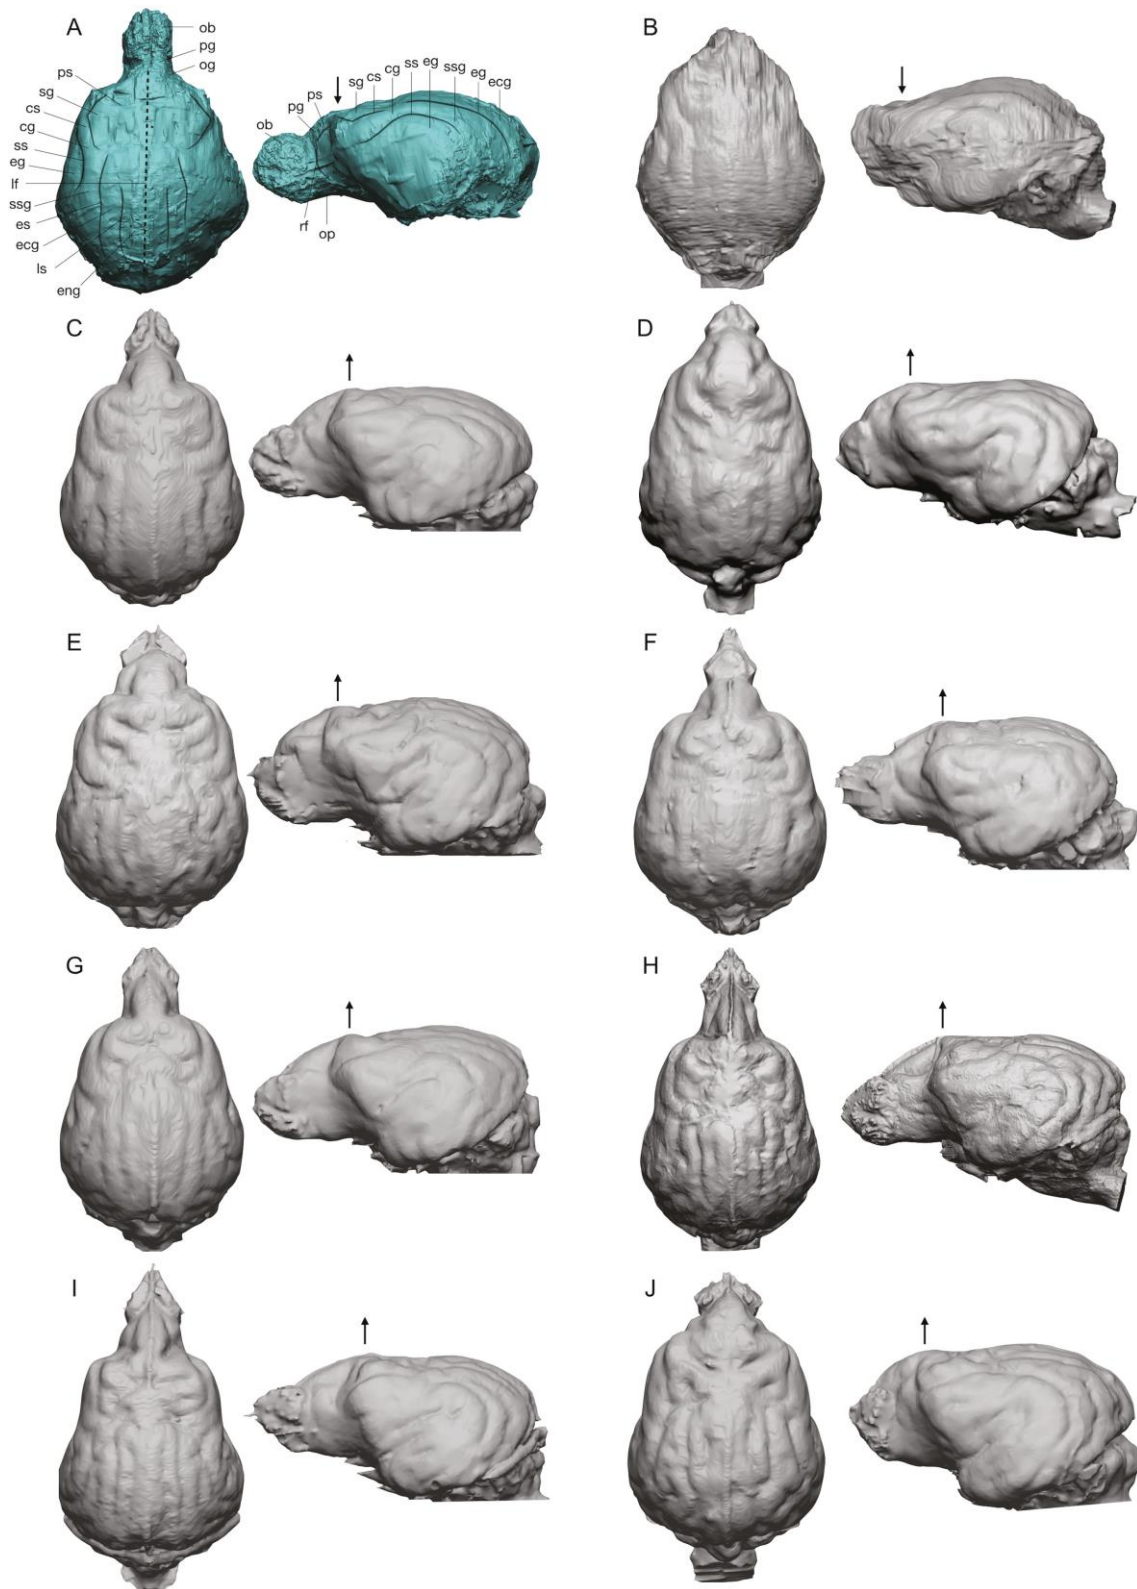 A
ob
pg
og
ps
sg
cs
cg
ss
eg
lf
ssg
es
ecg
ls
eng
ob
pg
ps
sg
cs
cg
ss
eg
ssg
eg
ecg
rf
op
B
C
D
E
F
G
H
I
J